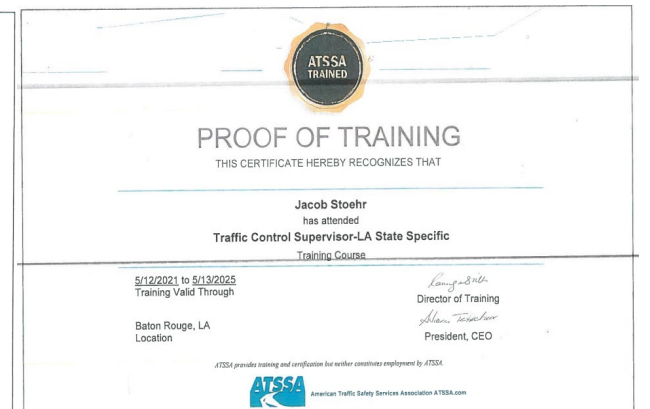 ATSSA
TRAINED
PROOF OF TRAINING
THIS CERTIFICATE HEREBY RECOGNIZES THAT
Jacob Stoehr
has attended
Traffic Control Supervisor-LA State Specific
Training Course
5/12/2021 to 5/13/2025
Training Valid Through
Director of Training
Baton Rouge, LA
Location
President, CEO
ATSSA provides training and certification but neither constitutes employment by ATSSA.
ATSSA
American Traffic Safety Services Association ATSSA.com